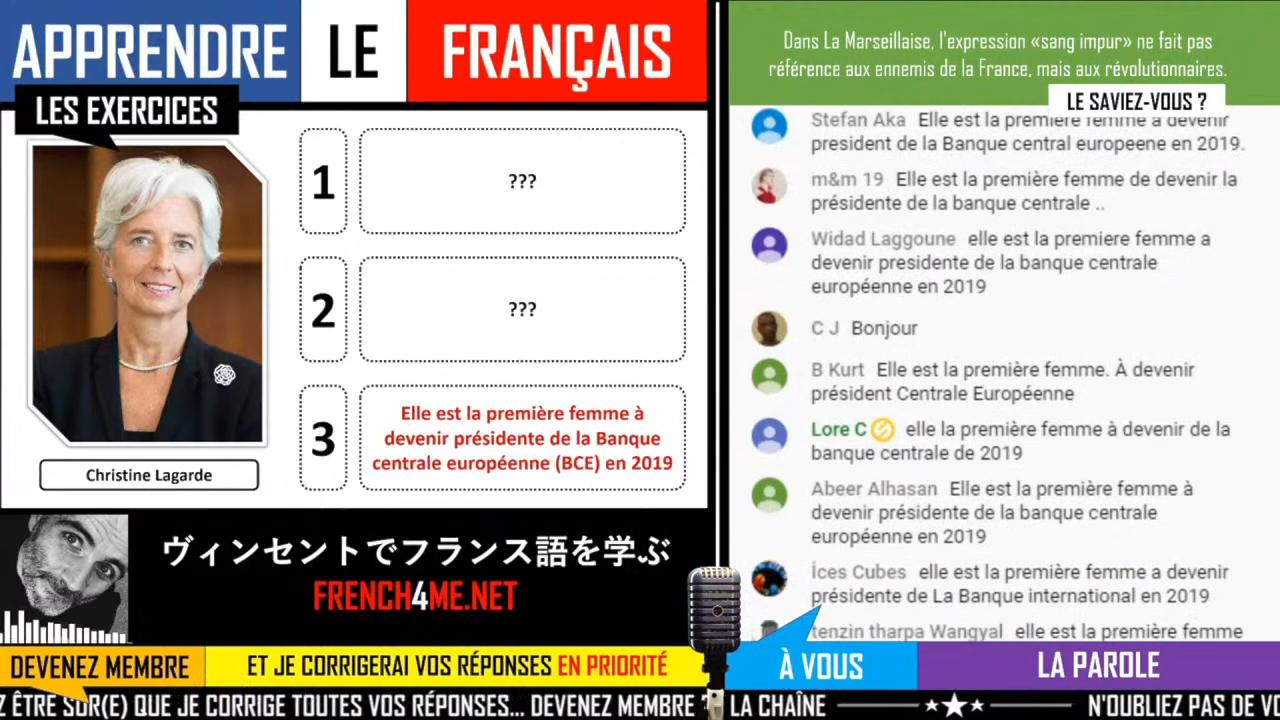 APPRENDRE LE FRANÇAIS
LES EXERCICES
1
???
2
???
3
Elle est la première femme à
devenir présidente de la Banque
centrale européenne (BCE) en 2019
Christine Lagarde
ヴィンセントでフランス語を学ぶ
FRENCH4ME.NET
Dans La Marseillaise, l'expression «sang impur» ne fait pas
référence aux ennemis de la France, mais aux révolutionnaires.
LE SAVIEZ-VOUS ?
Stefan Aka Elle est la première femme a devenir
president de la Banque central europeene en 2019.
m&m 19 Elle est la première femme de devenir la
présidente de la banque centrale ..
Widad Laggoune elle est la premiere femme a
devenir presidente de la banque centrale
européenne en 2019
C J Bonjour
B Kurt Elle est la première femme. À devenir
président Centrale Européenne
Lore C elle la première femme à devenir de la
banque centrale de 2019
Abeer Alhasan Elle est la première femme à
devenir présidente de la banque centrale
européenne en 2019
İces Cubes elle est la première femme a devenir
présidente de La Banque international en 2019
tenzin tharpa Wangyal elle est la prenière femme
DEVENEZ MEMBRE
ET JE CORRIGERAI VOS RÉPONSES EN PRIORITÉ
À VOUS
LA PAROLE
Z ÊTRE SÛR(E) QUE JE CORRIGE TOUTES VOS RÉPONSES... DEVENEZ MEMBRE ? LA CHAÎNE N'OUBLIEZ PAS DE